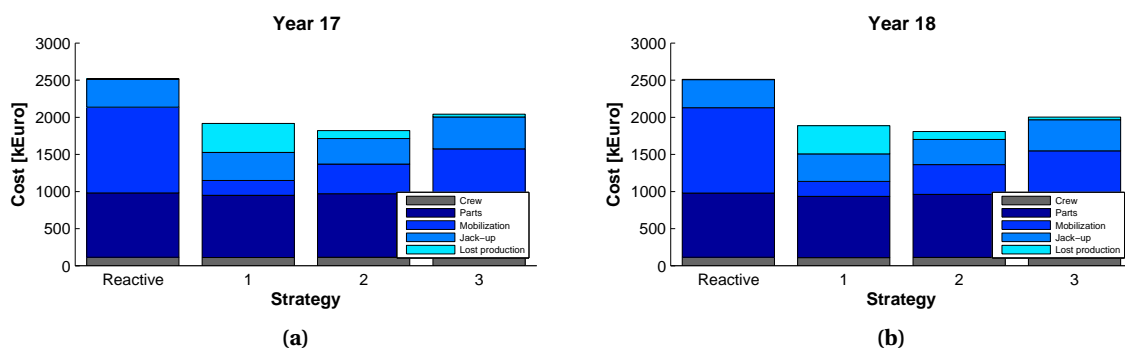 Year 17
3000
2500
2000
1500
1000
500
0
Cost [kEuro]
Crew
Parts
Mobilization
Jack−up
Lost production
Reactive 1 2 3
Strategy
(a)
Year 18
3000
2500
2000
1500
1000
500
0
Cost [kEuro]
Crew
Parts
Mobilization
Jack−up
Lost production
Reactive 1 2 3
Strategy
(b)